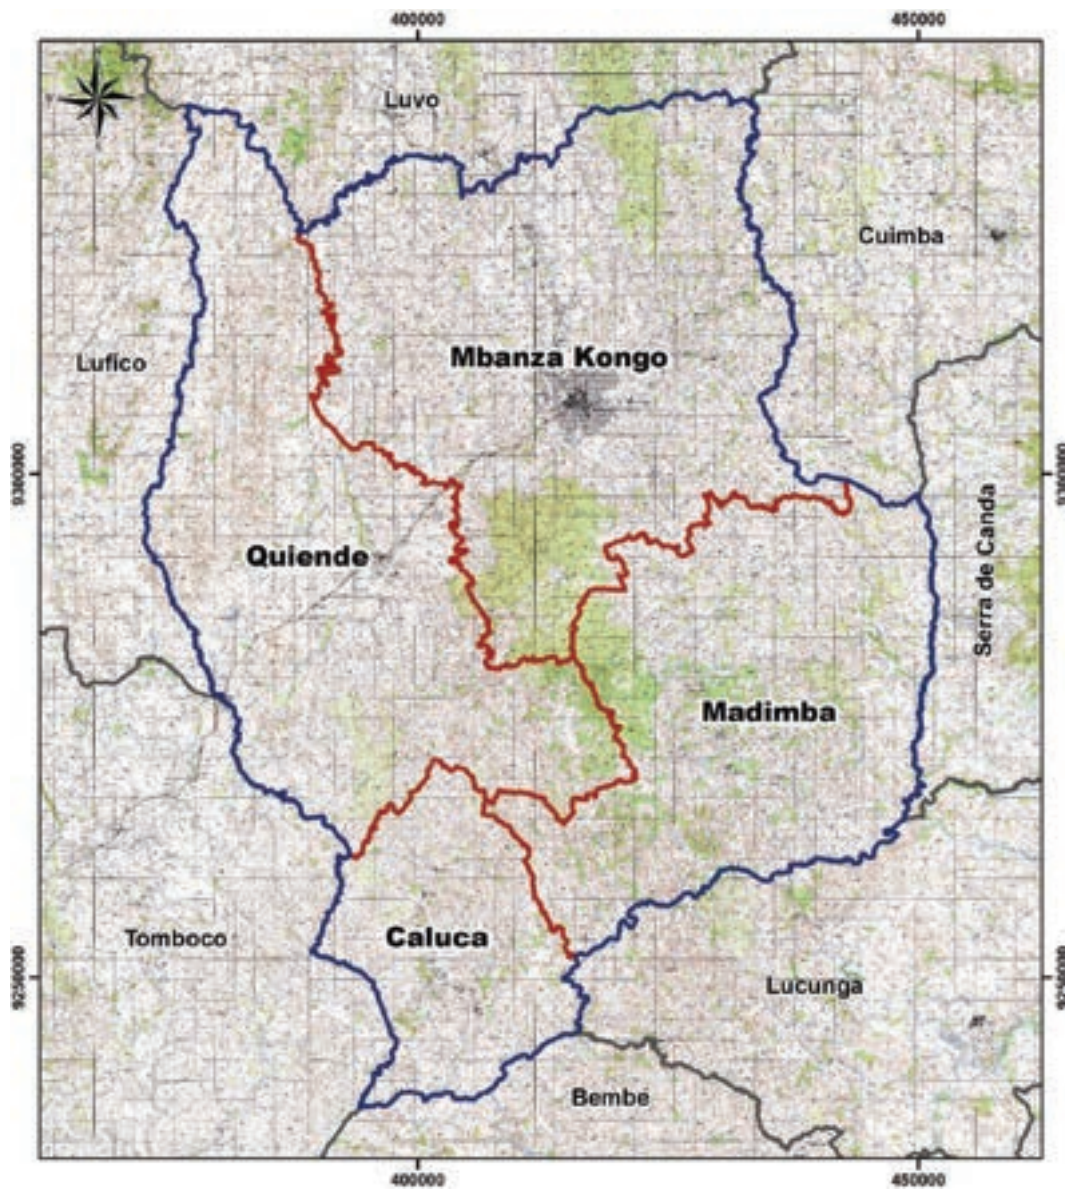 400000
450000
Luvo
Cuimba
Mbanza Kongo
Lufico
9300000
9300000
Quiende
Serra de Canda
Madimba
Tomboco
Caluca
9250000
9250000
Lucunga
Bembe
400000
450000